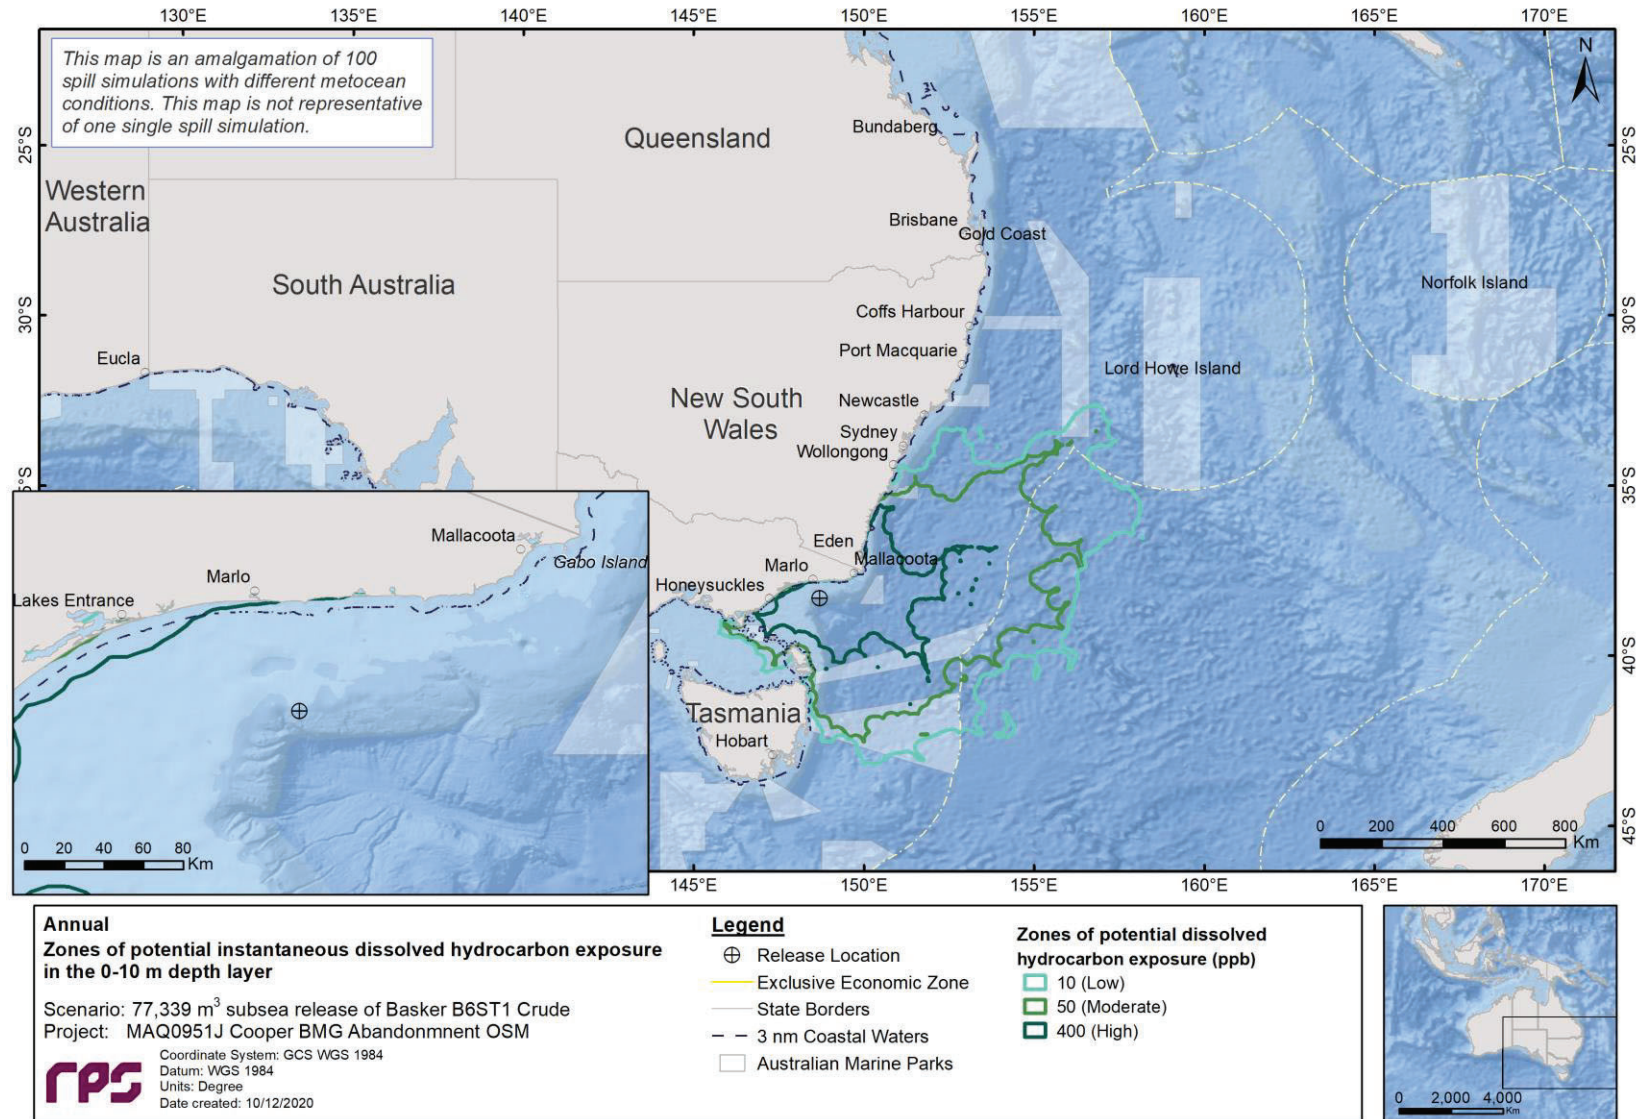 130°E 135°E 140°E 145°E 150°E 155°E 160°E 165°E 170°E
This map is an amalgamation of 100
spill simulations with different metocean
conditions. This map is not representative
of one single spill simulation.
N
25°S
25°S
30°S
30°S
35°S
40°S
45°S
Queensland
Bundaberg
Western
Australia
Brisbane
Gold Coast
South Australia
Norfolk Island
Coffs Harbour
Port Macquarie
Eucla
Lord Howe Island
New South
Wales
Newcastle
Sydney
Wollongong
Eden
Mallacoota
Marlo
Honeysuckles
Tasmania
Hobart
Mallacoota
Gabo Island
Marlo
Lakes Entrance
0 20 40 60 80
Km
0 200 400 600 800
Km
145°E 150°E 155°E 160°E 165°E 170°E
Annual
Zones of potential instantaneous dissolved hydrocarbon exposure
in the 0-10 m depth layer
Scenario: 77,339 m³ subsea release of Basker B6ST1 Crude
Project: MAQ0951J Cooper BMG Abandonmnent OSM
rps
Coordinate System: GCS WGS 1984
Datum: WGS 1984
Units: Degree
Date created: 10/12/2020
Legend
Release Location
Exclusive Economic Zone
State Borders
3 nm Coastal Waters
Australian Marine Parks
Zones of potential dissolved
hydrocarbon exposure (ppb)
10 (Low)
50 (Moderate)
400 (High)
0 2,000 4,000
Km